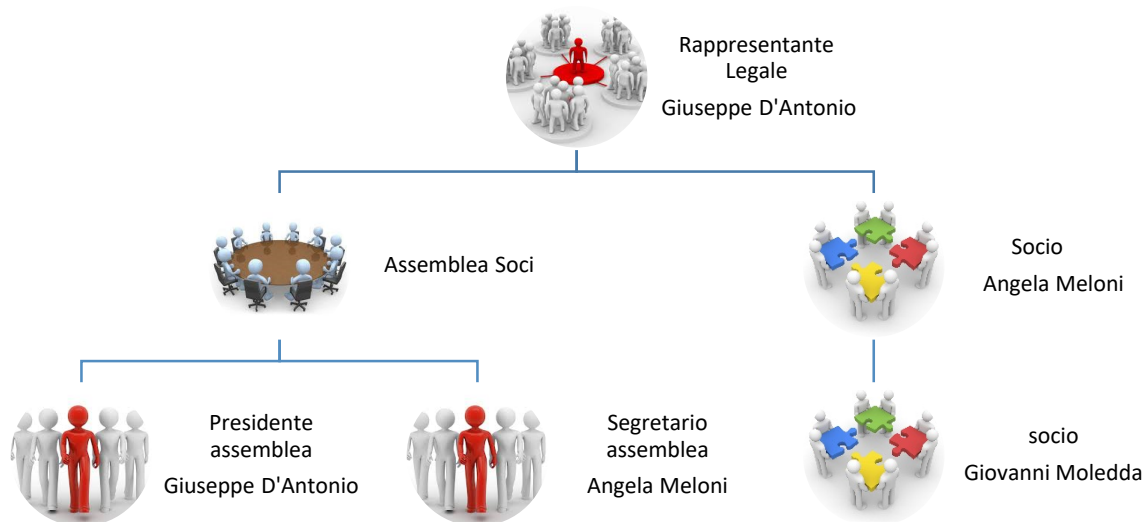 Rappresentante
Legale
Giuseppe D'Antonio
Assemblea Soci
Socio
Angela Meloni
Presidente
assemblea
Giuseppe D'Antonio
Segretario
assemblea
Angela Meloni
socio
Giovanni Moledda